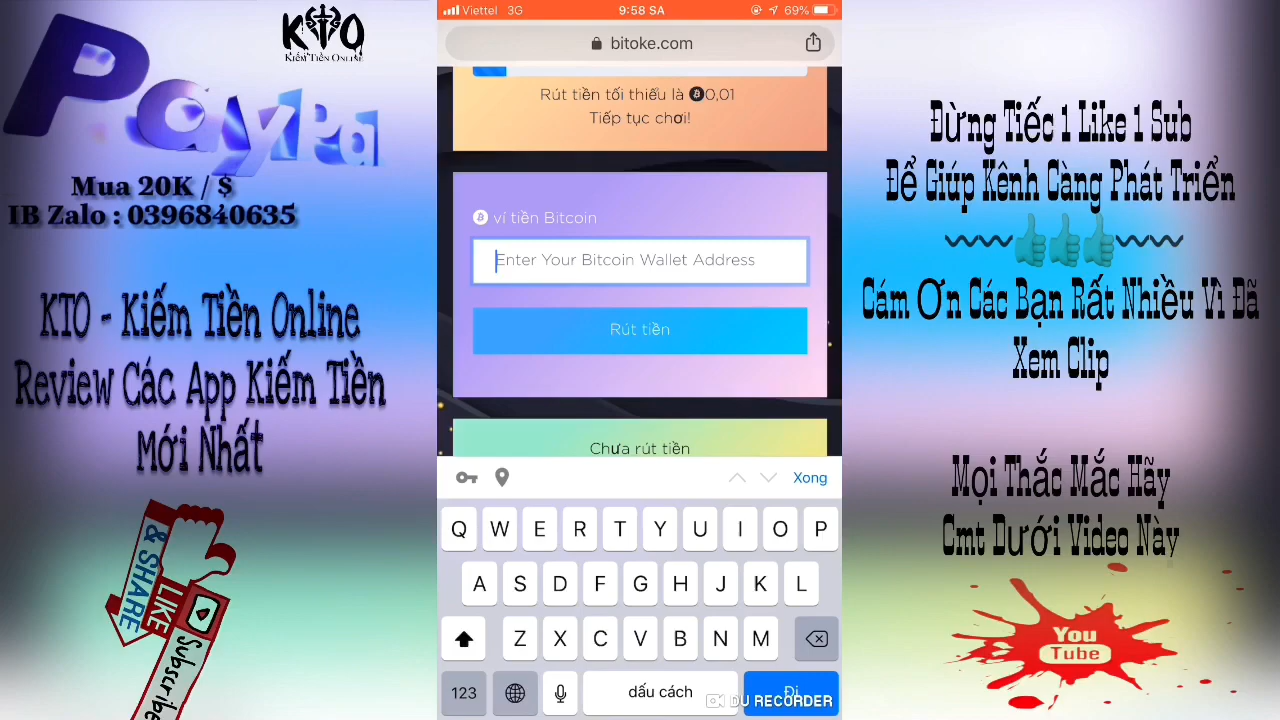 KTO
KIẾM TIỀN ONLINE
PayPa
Mua 20K / $
IB Zalo : 0396840635
KTO - Kiếm Tiền Online
Review Các App Kiếm Tiền
Mới Nhất
& SHARE
LIKE
Subscribe
Viettel 3G 9:58 SA 69%
bitoke.com
Rút tiền tối thiểu là 0,01
Tiếp tục chơi!
ví tiền Bitcoin
Enter Your Bitcoin Wallet Address
Rút tiền
Chưa rút tiền
Xong
Q W E R T Y U I O P
A S D F G H J K L
Z X C V B N M
123 dấu cách Đi
DU RECORDER
Đừng Tiếc 1 Like 1 Sub
Để Giúp Kênh Càng Phát Triển
Cám Ơn Các Bạn Rất Nhiều Vì Đã
Xem Clip
Mọi Thắc Mắc Hãy
Cmt Dưới Video Này
You
Tube